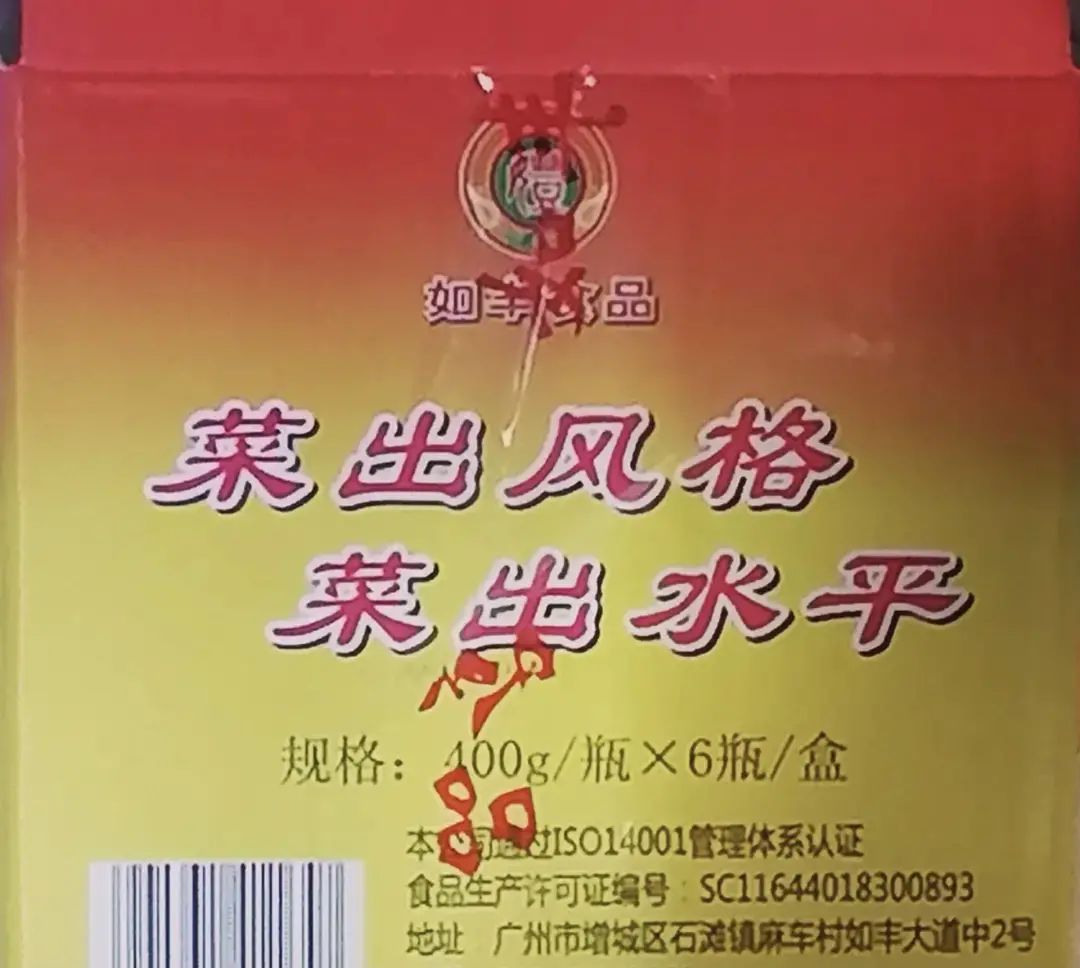 如丰食品
菜出风格
菜出水平
规格：400g/瓶×6瓶/盒
本公司通过ISO14001管理体系认证
食品生产许可证编号：SC11644018300893
地址 广州市增城区石滩镇麻车村如丰大道中2号